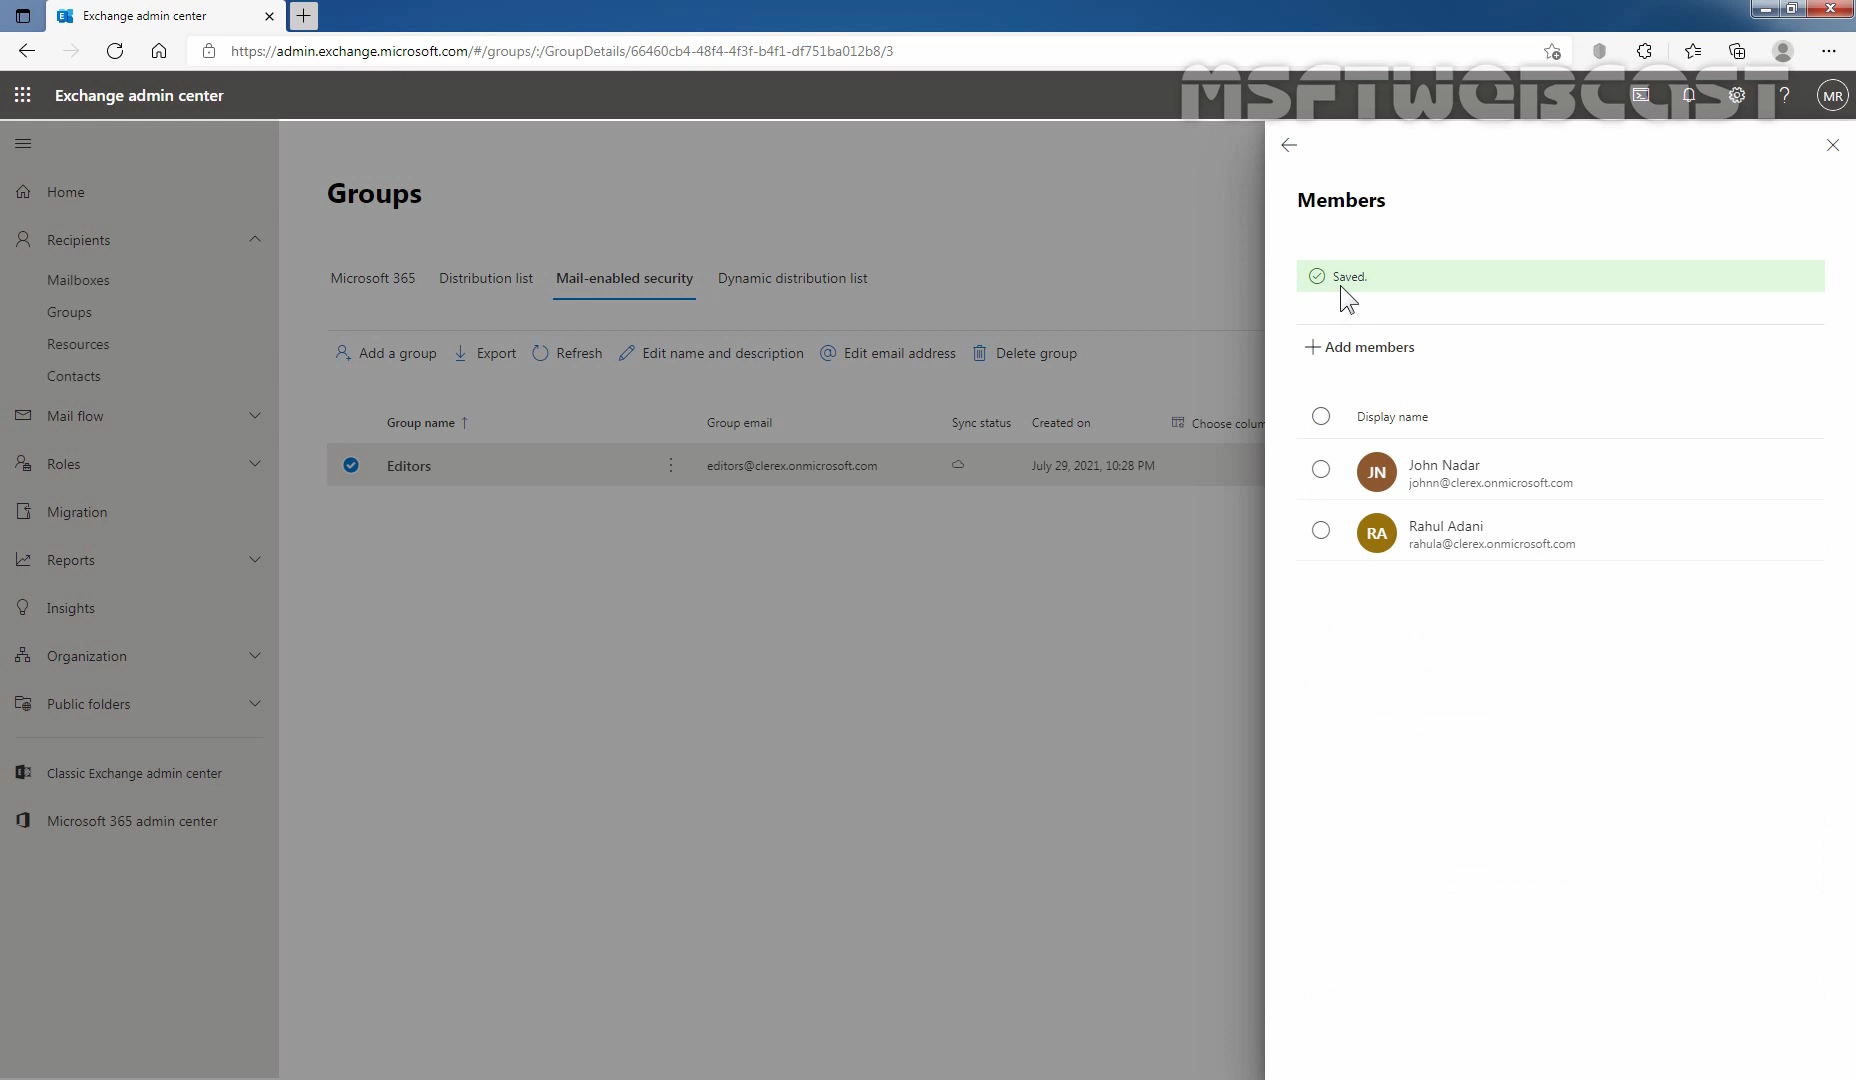 Exchange admin center
https://admin.exchange.microsoft.com/#/groups/:/GroupDetails/66460cb4-48f4-4f3f-b4f1-df751ba012b8/3
MSFTWEBCAST
Exchange admin center
MR
Home
Recipients
Mailboxes
Groups
Resources
Contacts
Mail flow
Roles
Migration
Reports
Insights
Organization
Public folders
Classic Exchange admin center
Microsoft 365 admin center
Groups
Microsoft 365 Distribution list Mail-enabled security Dynamic distribution list
Add a group Export Refresh Edit name and description Edit email address Delete group
Group name ↑ Group email Sync status Created on Choose colum
Editors editors@clerex.onmicrosoft.com July 29, 2021, 10:28 PM
Members
Saved.
Add members
Display name
JN
John Nadar
johnn@clerex.onmicrosoft.com
RA
Rahul Adani
rahula@clerex.onmicrosoft.com